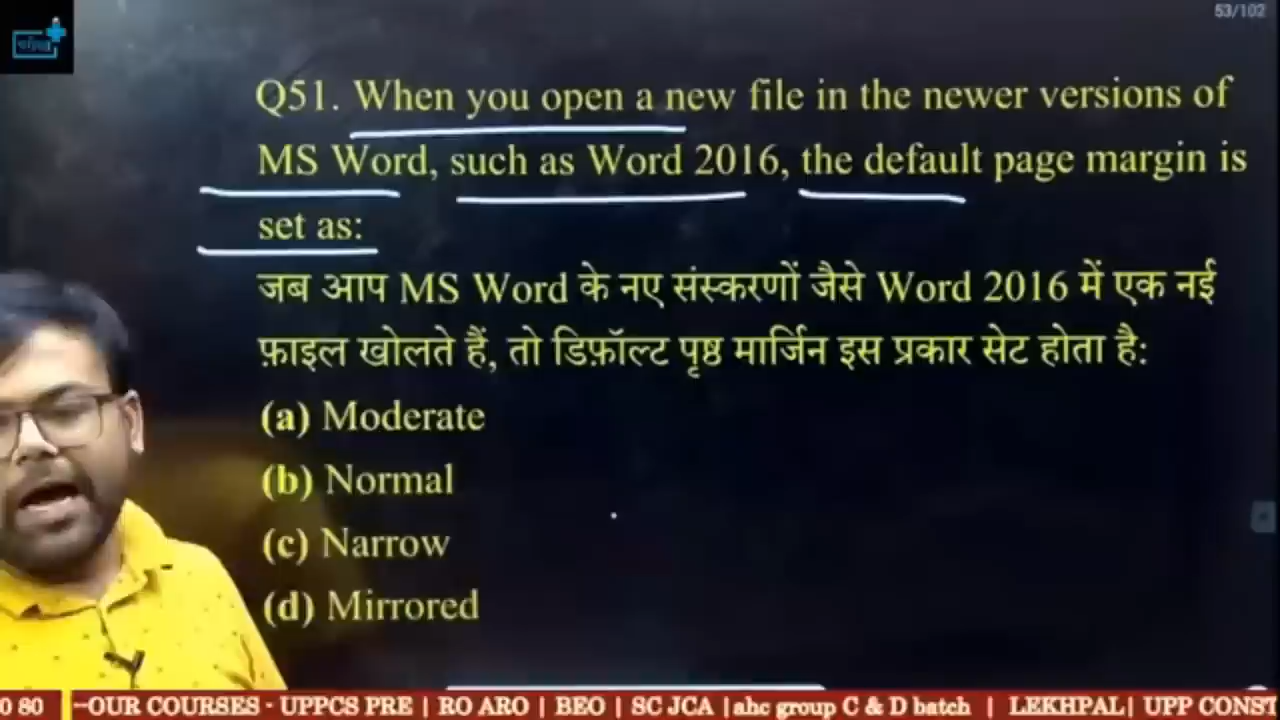 53/102
Q51. When you open a new file in the newer versions of
MS Word, such as Word 2016, the default page margin is
set as:
जब आप MS Word के नए संस्करणों जैसे Word 2016 में एक नई
फ़ाइल खोलते हैं, तो डिफ़ॉल्ट पृष्ठ मार्जिन इस प्रकार सेट होता है:
(a) Moderate
(b) Normal
(c) Narrow
(d) Mirrored
0 80 -OUR COURSES - UPPCS PRE | RO ARO | BEO | SC JCA |ahc group C & D batch | LEKHPAL| UPP CONST